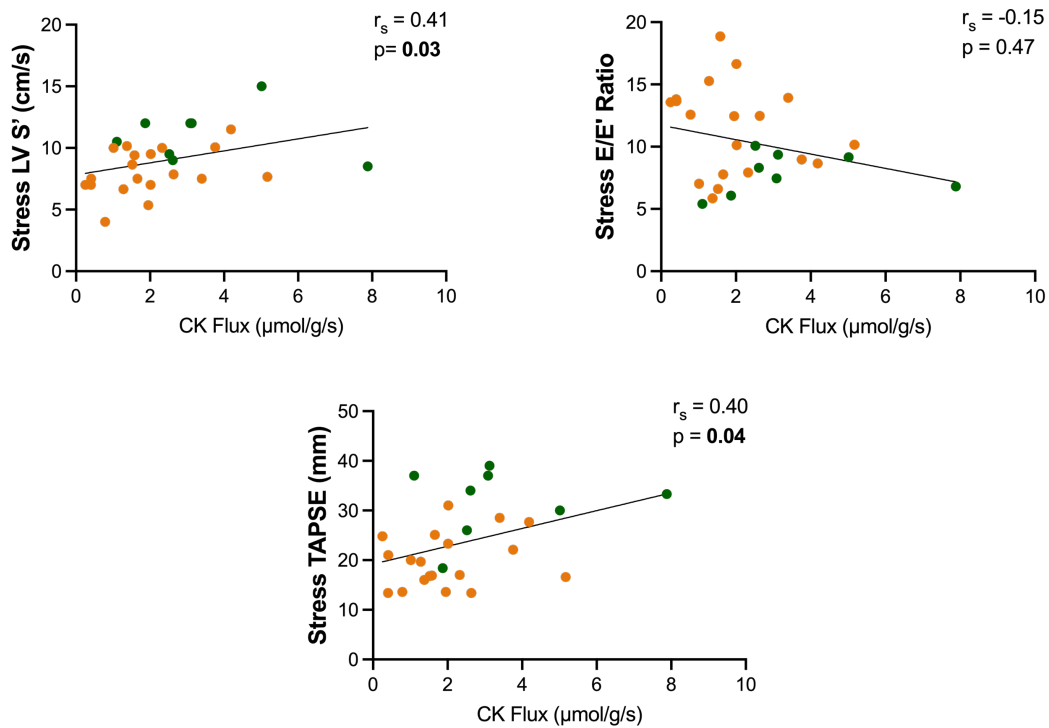 Stress LV S’ (cm/s)
20
15
10
5
0
0 2 4 6 8 10
CK Flux (µmol/g/s)
rs = 0.41
p= 0.03
Stress E/E' Ratio
20
15
10
5
0
0 2 4 6 8 10
CK Flux (µmol/g/s)
rs = -0.15
p = 0.47
Stress TAPSE (mm)
50
40
30
20
10
0
0 2 4 6 8 10
CK Flux (µmol/g/s)
rs = 0.40
p = 0.04